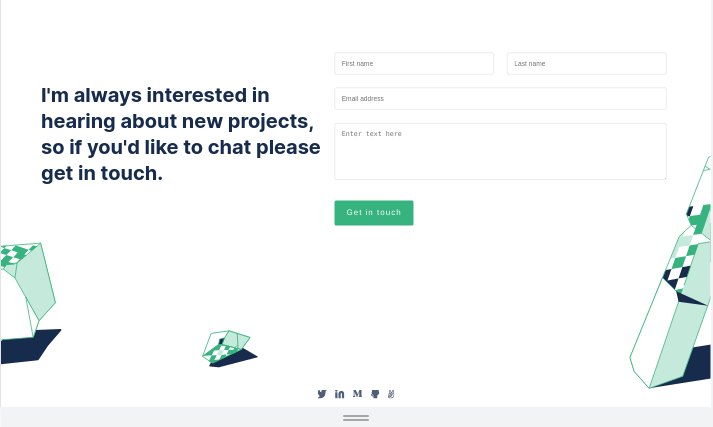 I'm always interested in
hearing about new projects,
so if you'd like to chat please
get in touch.
First name
Last name
Email address
Enter text here
Get in touch